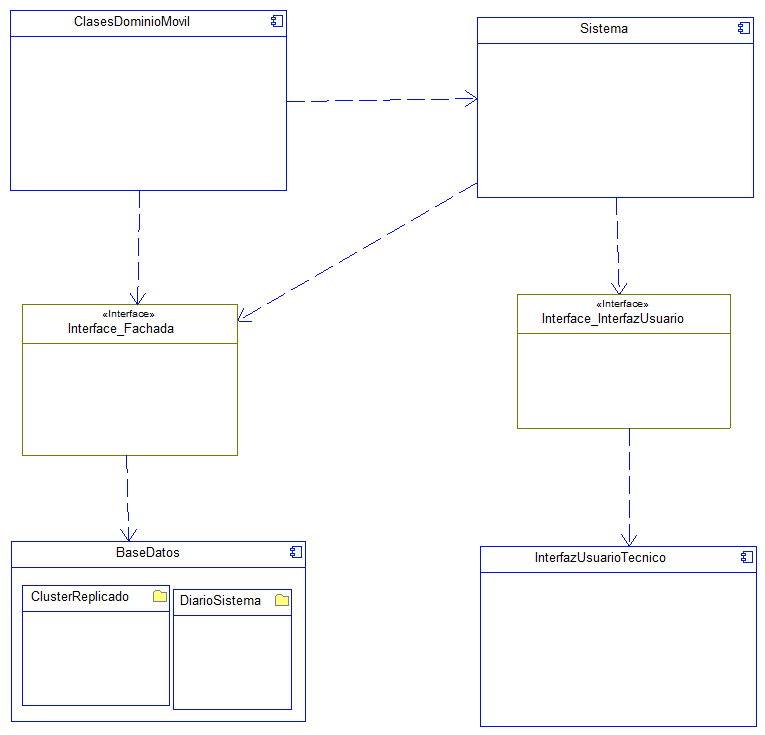 ClasesDominioMovil
Sistema
«Interface»
Interface_Fachada
«Interface»
Interface_InterfazUsuario
BaseDatos
ClusterReplicado
DiarioSistema
InterfazUsuarioTecnico